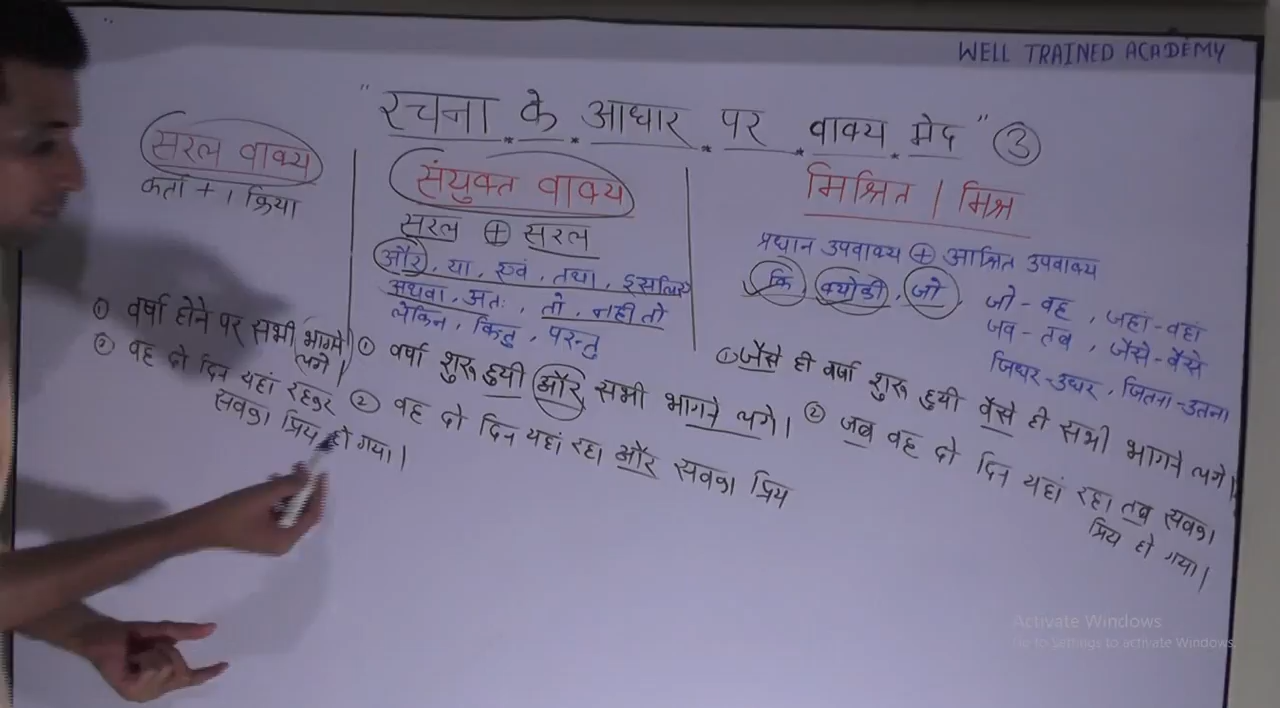 WELL TRAINED ACADEMY
"रचना के आधार पर वाक्य भेद" ③
सरल वाक्य
कर्ता + 1 क्रिया
① वर्षा होने पर सभी भागने
लगे।
② वह दो दिन यहां रहकर
सबका प्रिय हो गया।
संयुक्त वाक्य
सरल + सरल
और, या, एवं, तथा, इसलिए
अथवा, अतः, तो, नहीं तो
लेकिन, किंतु, परन्तु
① वर्षा शुरू हुयी और सभी भागने लगे।
② वह दो दिन यहां रहा और सबका प्रिय
मिश्रित / मिश्र
प्रधान उपवाक्य + आश्रित उपवाक्य
कि क्योकी, जो
जो - वह, जहां - वहां
जब - तब, जैसे - वैसे
जिधर - उधर, जितना - उतना
① जैसे ही वर्षा शुरू हुयी वैसे ही सभी भागने लगे।
② जब वह दो दिन यहां रहा तब सबका
प्रिय हो गया।
Activate Windows
Go to Settings to activate Windows.